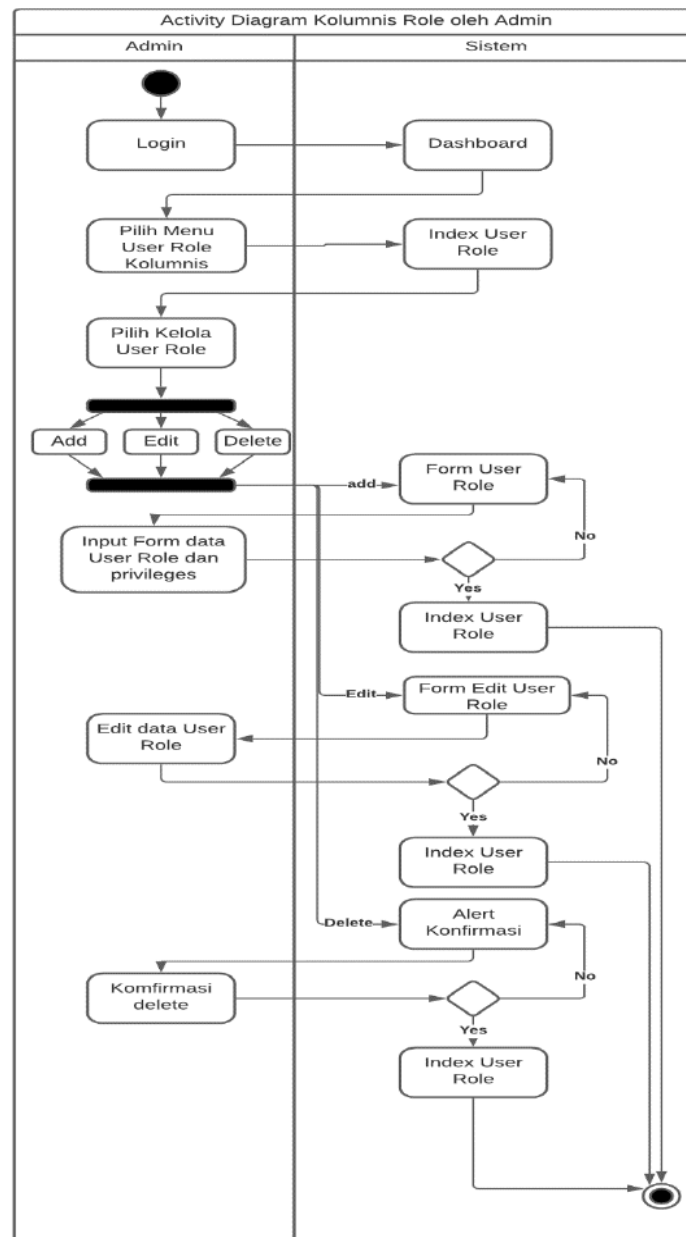 Activity Diagram Kolumnis Role oleh Admin
Admin
Sistem
Login
Dashboard
Pilih Menu
User Role
Kolumnis
Index User
Role
Pilih Kelola
User Role
Add
Edit
Delete
add
Form User
Role
No
Input Form data
User Role dan
privileges
Yes
Index User
Role
Edit
Form Edit User
Role
Edit data User
Role
No
Yes
Index User
Role
Delete
Alert
Konfirmasi
No
Komfirmasi
delete
Yes
Index User
Role